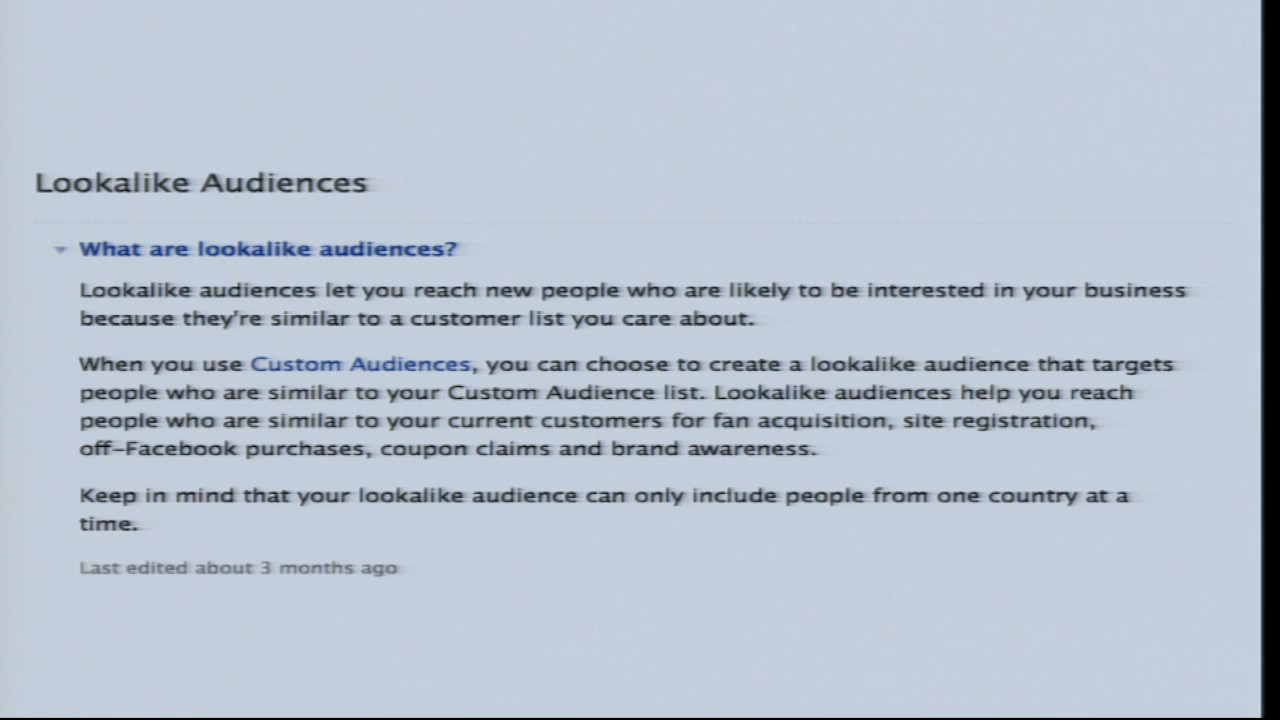 Lookalike Audiences
What are lookalike audiences?
Lookalike audiences let you reach new people who are likely to be interested in your business
because they're similar to a customer list you care about.
When you use Custom Audiences, you can choose to create a lookalike audience that targets
people who are similar to your Custom Audience list. Lookalike audiences help you reach
people who are similar to your current customers for fan acquisition, site registration,
off-Facebook purchases, coupon claims and brand awareness.
Keep in mind that your lookalike audience can only include people from one country at a
time.
Last edited about 3 months ago